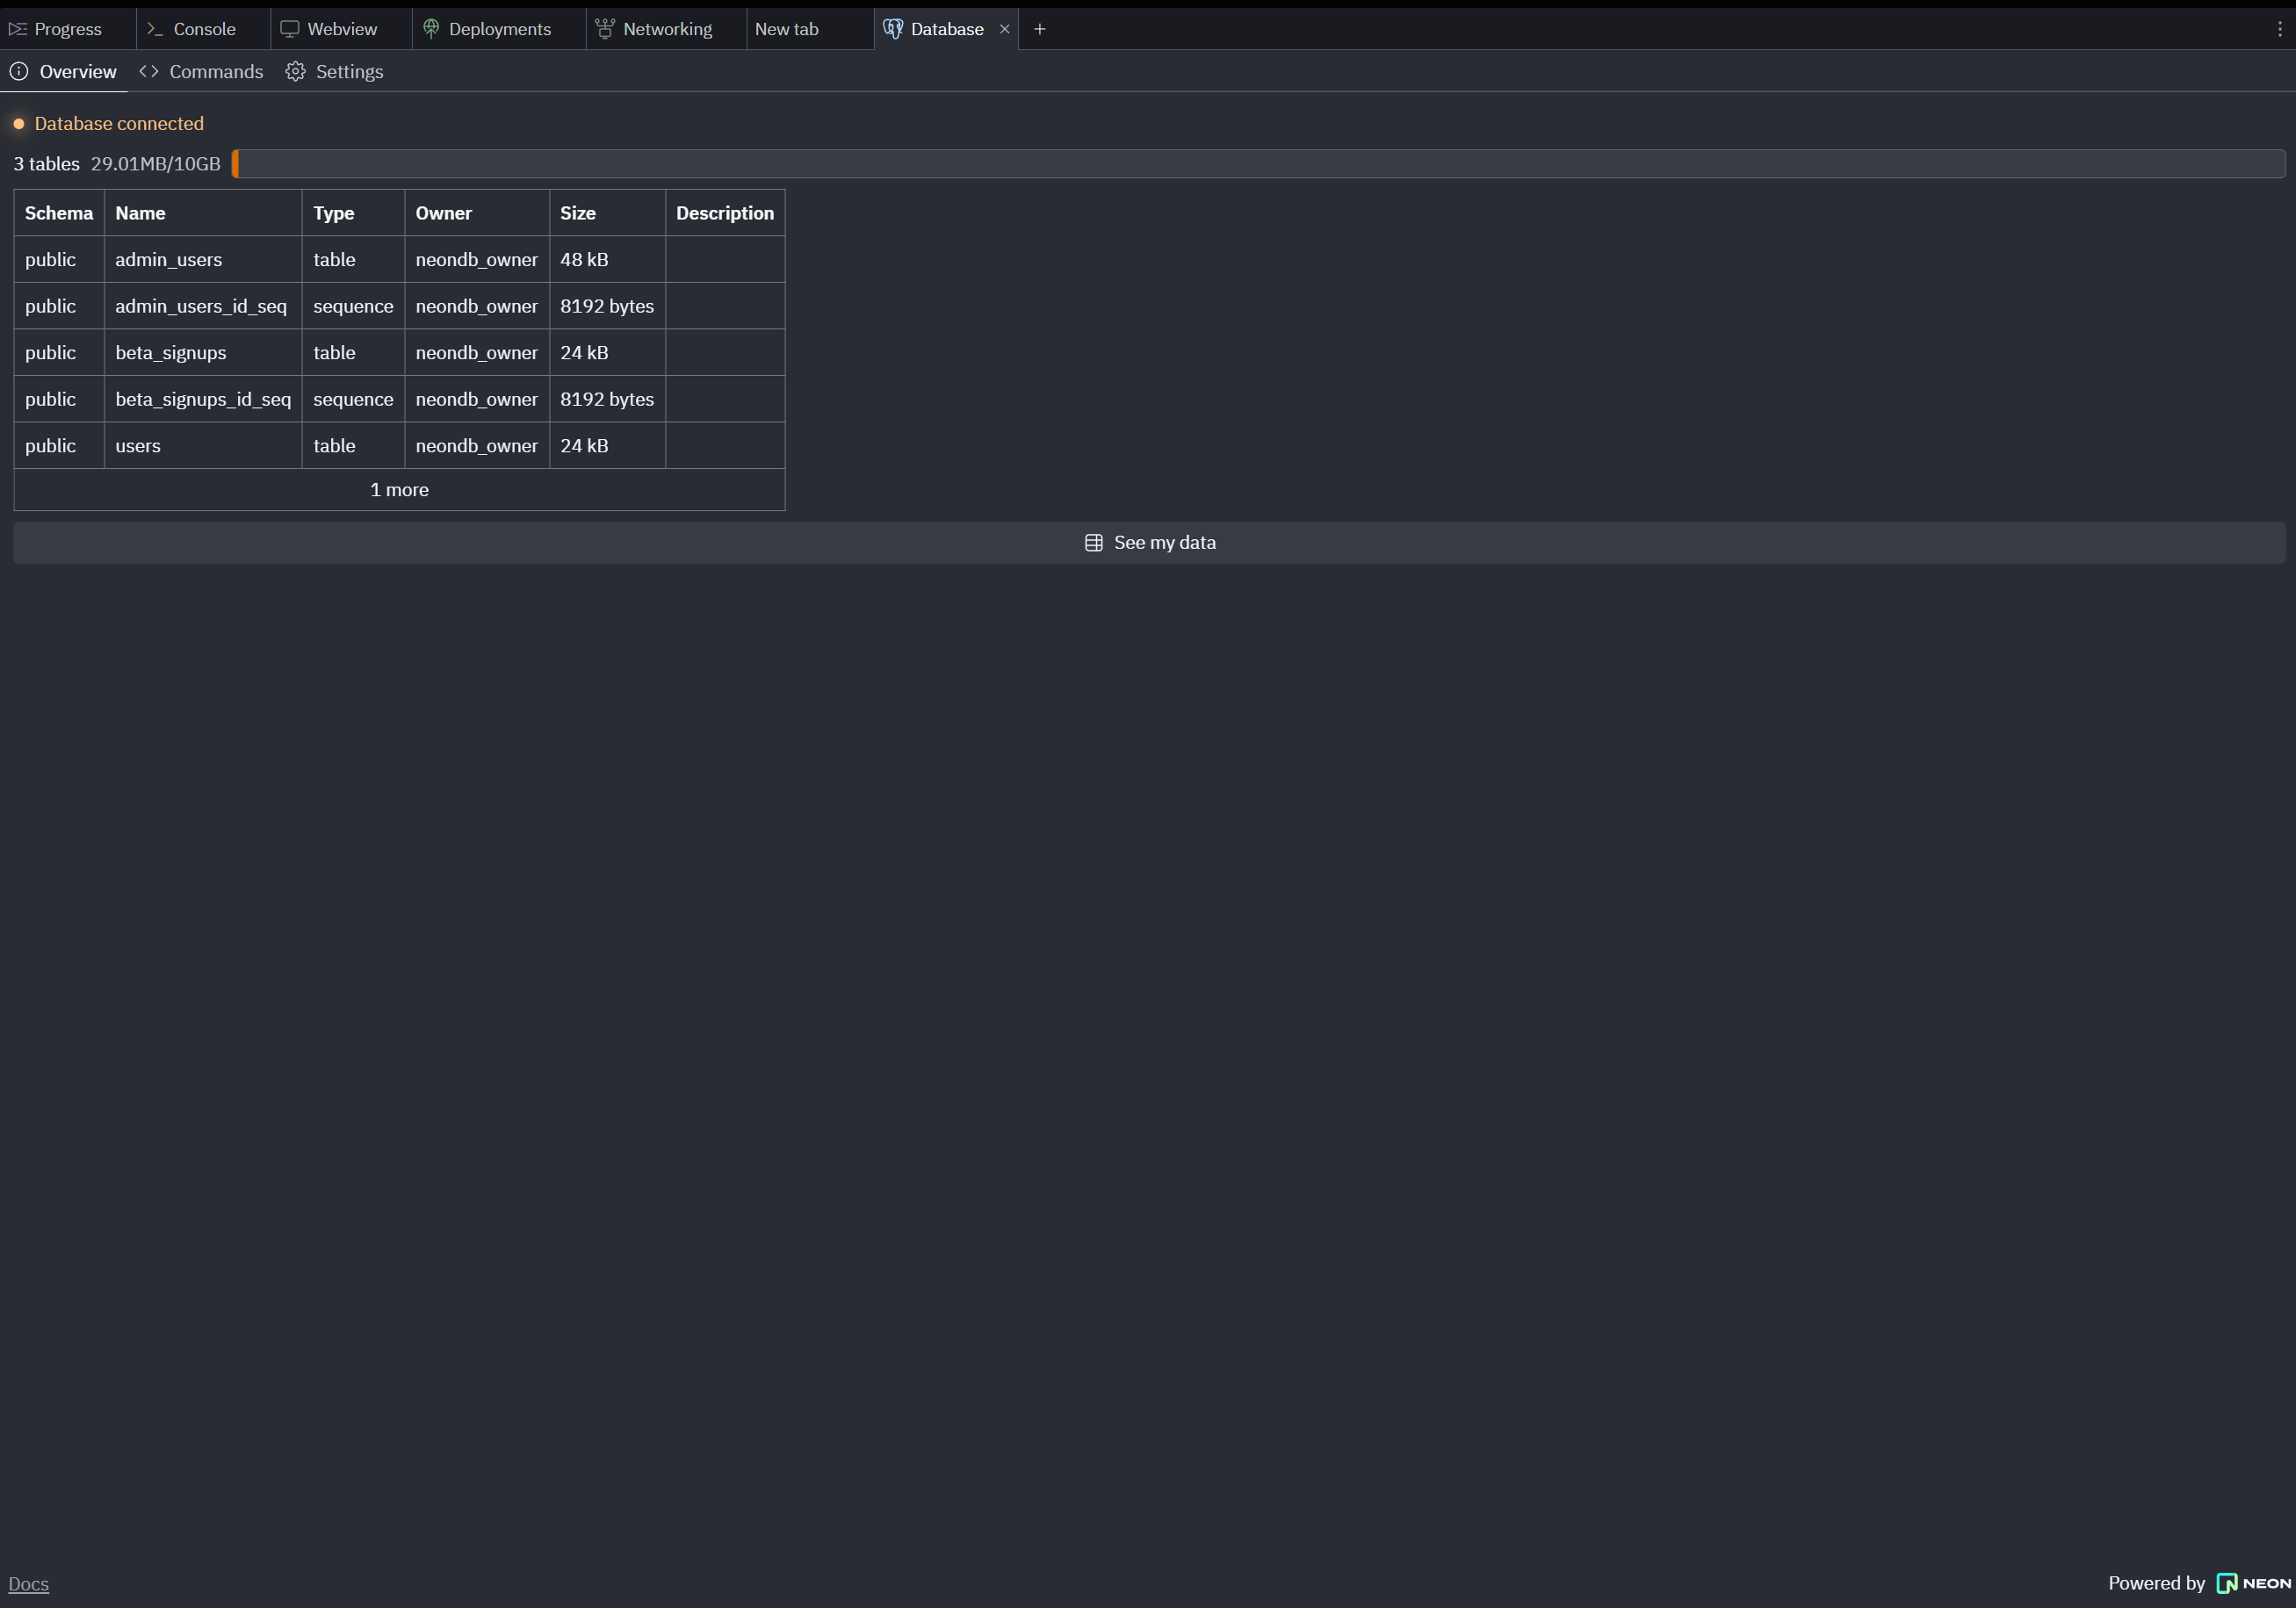 Progress Console Webview Deployments Networking New tab Database
Overview Commands Settings
Database connected
3 tables 29.01MB/10GB
Schema Name Type Owner Size Description
public admin_users table neondb_owner 48 kB
public admin_users_id_seq sequence neondb_owner 8192 bytes
public beta_signups table neondb_owner 24 kB
public beta_signups_id_seq sequence neondb_owner 8192 bytes
public users table neondb_owner 24 kB
1 more
See my data
Docs Powered by NEON